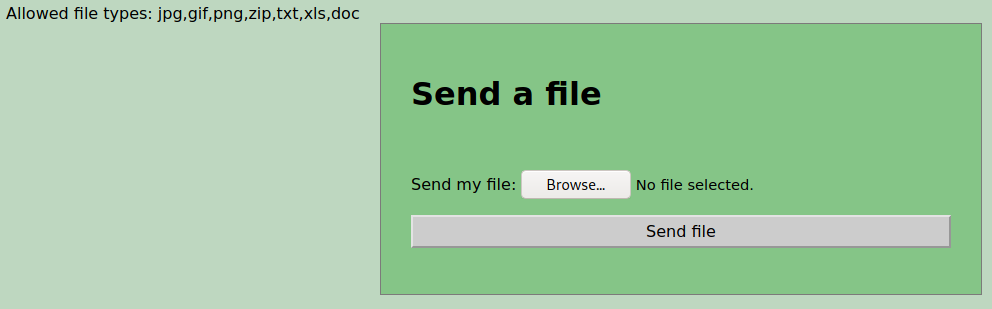 Allowed file types: jpg,gif,png,zip,txt,xls,doc
Send a file
Send my file: Browse... No file selected.
Send file